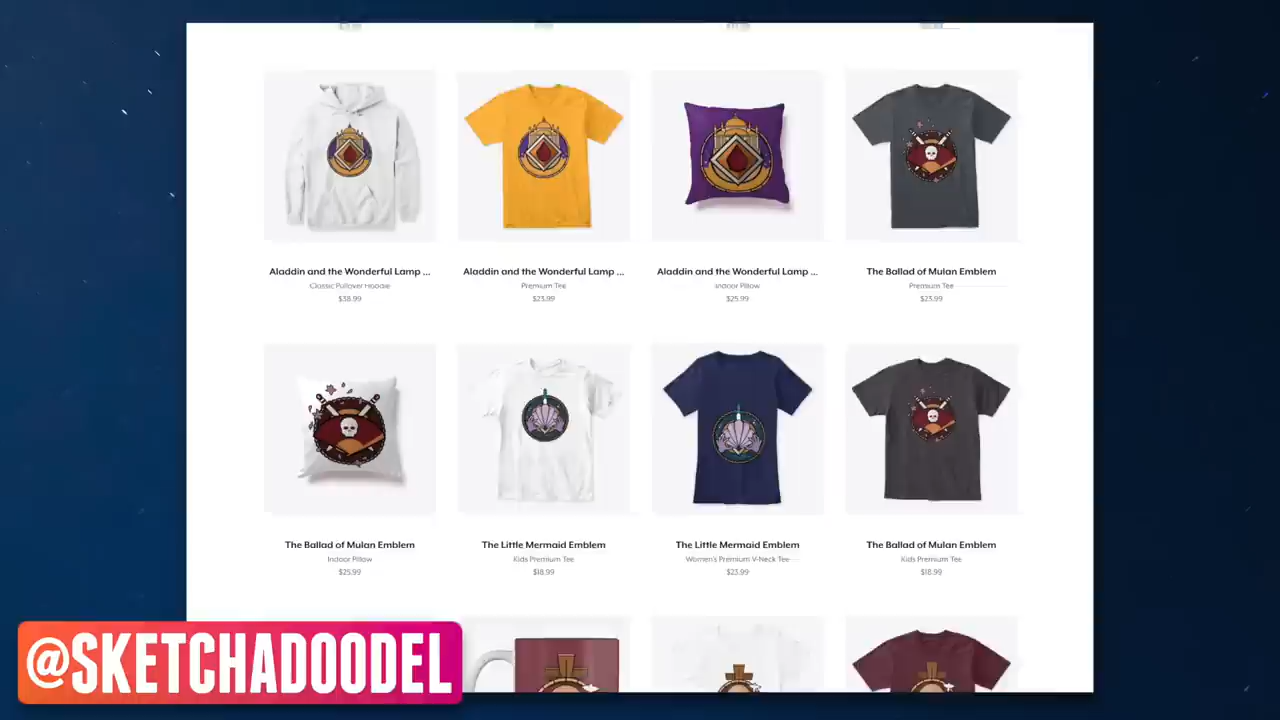 Aladdin and the Wonderful Lamp ...
Classic Pullover Hoodie
$38.99
Aladdin and the Wonderful Lamp ...
Premium Tee
$23.99
Aladdin and the Wonderful Lamp ...
Indoor Pillow
$25.99
The Ballad of Mulan Emblem
Premium Tee
$23.99
The Ballad of Mulan Emblem
Indoor Pillow
$25.99
The Little Mermaid Emblem
Kids Premium Tee
$18.99
The Little Mermaid Emblem
Women's Premium V-Neck Tee
$23.99
The Ballad of Mulan Emblem
Kids Premium Tee
$18.99
@SKETCHADOODEL